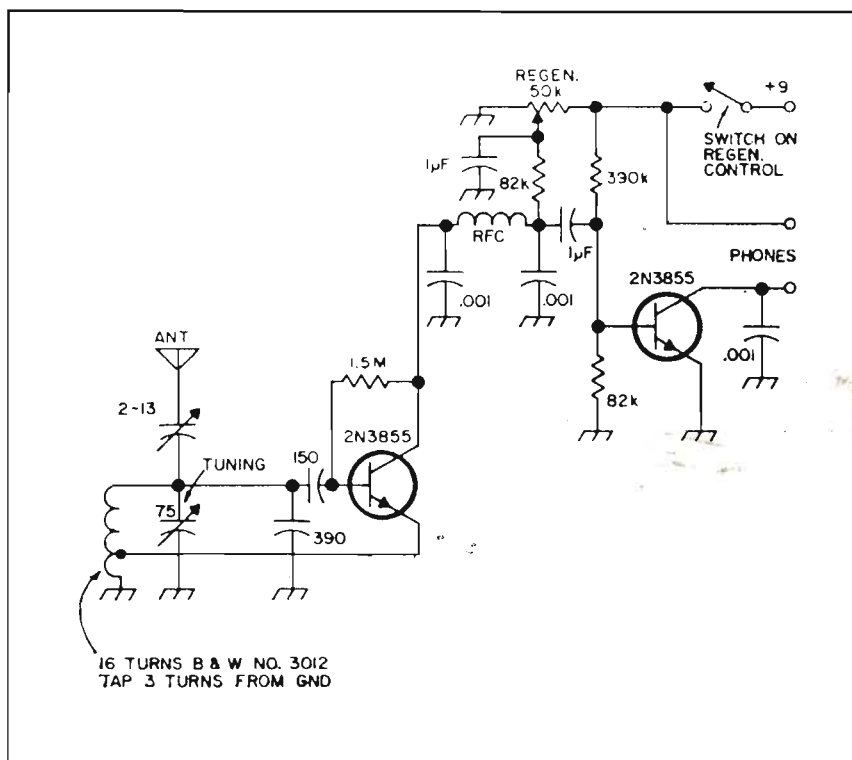 REGEN.
50k
+9
SWITCH ON
REGEN.
CONTROL
1µF
82k
390k
RFC
1µF
PHONES
2N3855
.001
.001
.001
ANT
1.5M
82k
2-13
2N3855
TUNING
150
75
390
16 TURNS B & W NO. 3012
TAP 3 TURNS FROM GND